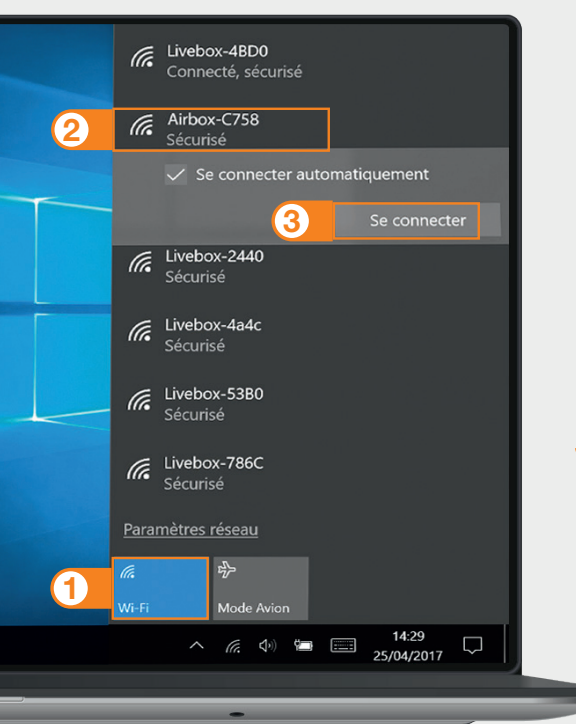 Livebox-4BD0
Connecté, sécurisé
2
Airbox-C758
Sécurisé
Se connecter automatiquement
3
Se connecter
Livebox-2440
Sécurisé
Livebox-4a4c
Sécurisé
Livebox-53B0
Sécurisé
Livebox-786C
Sécurisé
Paramètres réseau
1
Wi-Fi
Mode Avion
14:29
25/04/2017